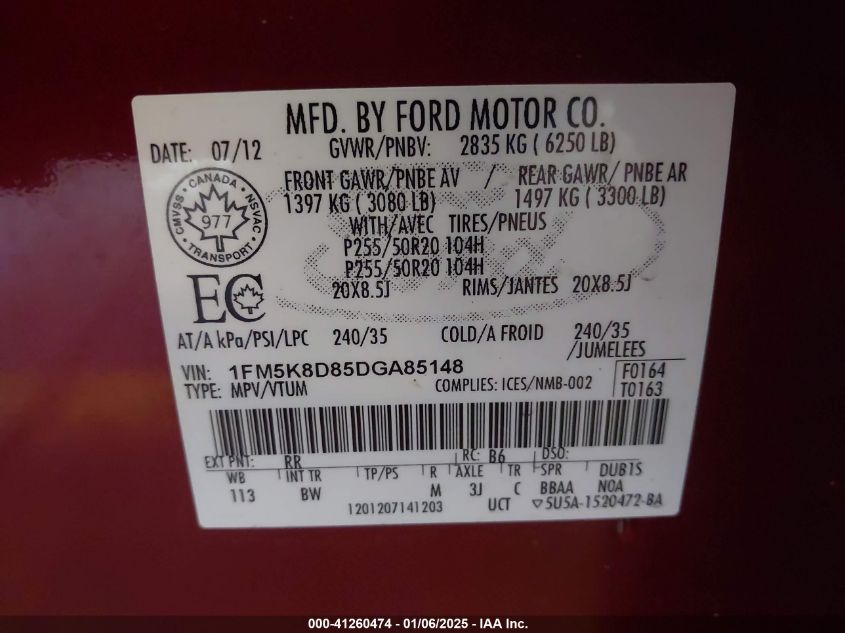 MFD. BY FORD MOTOR CO.
DATE: 07/12 GVWR/PNBV: 2835 KG ( 6250 LB)
FRONT GAWR/PNBE AV / REAR GAWR/ PNBE AR
1397 KG ( 3080 LB) 1497 KG ( 3300 LB)
WITH/AVEC TIRES/PNEUS
P255/50R20 104H
P255/50R20 104H
20X8.5J RIMS/JANTES 20X8.5J
CANADA
CMVSS NSVAC
977
TRANSPORT
EC
AT/A kPa/PSI/LPC 240/35 COLD/A FROID 240/35
/JUMELEES
VIN: 1FM5K8D85DGA85148 F0164
TYPE: MPV/VTUM COMPLIES: ICES/NMB-002 T0163
EXT PNT: RR RC: B6 DSO:
WB INT TR TP/PS R AXLE TR SPR DUB1S
113 BW M 3J C BBAA NOA
1201207141203 UCT ▽5U5A-1520472-BA
000-41260474 — 01/06/2025 - IAA Inc.